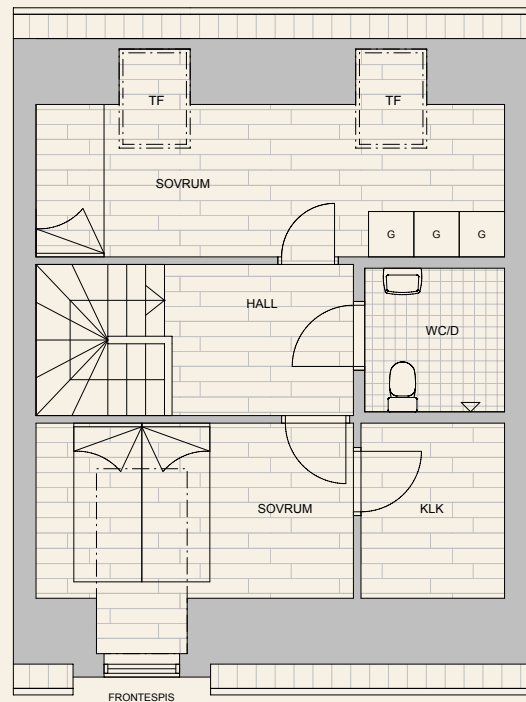 TF
TF
SOVRUM
G
G
G
HALL
WC/D
SOVRUM
KLK
FRONTESPIS